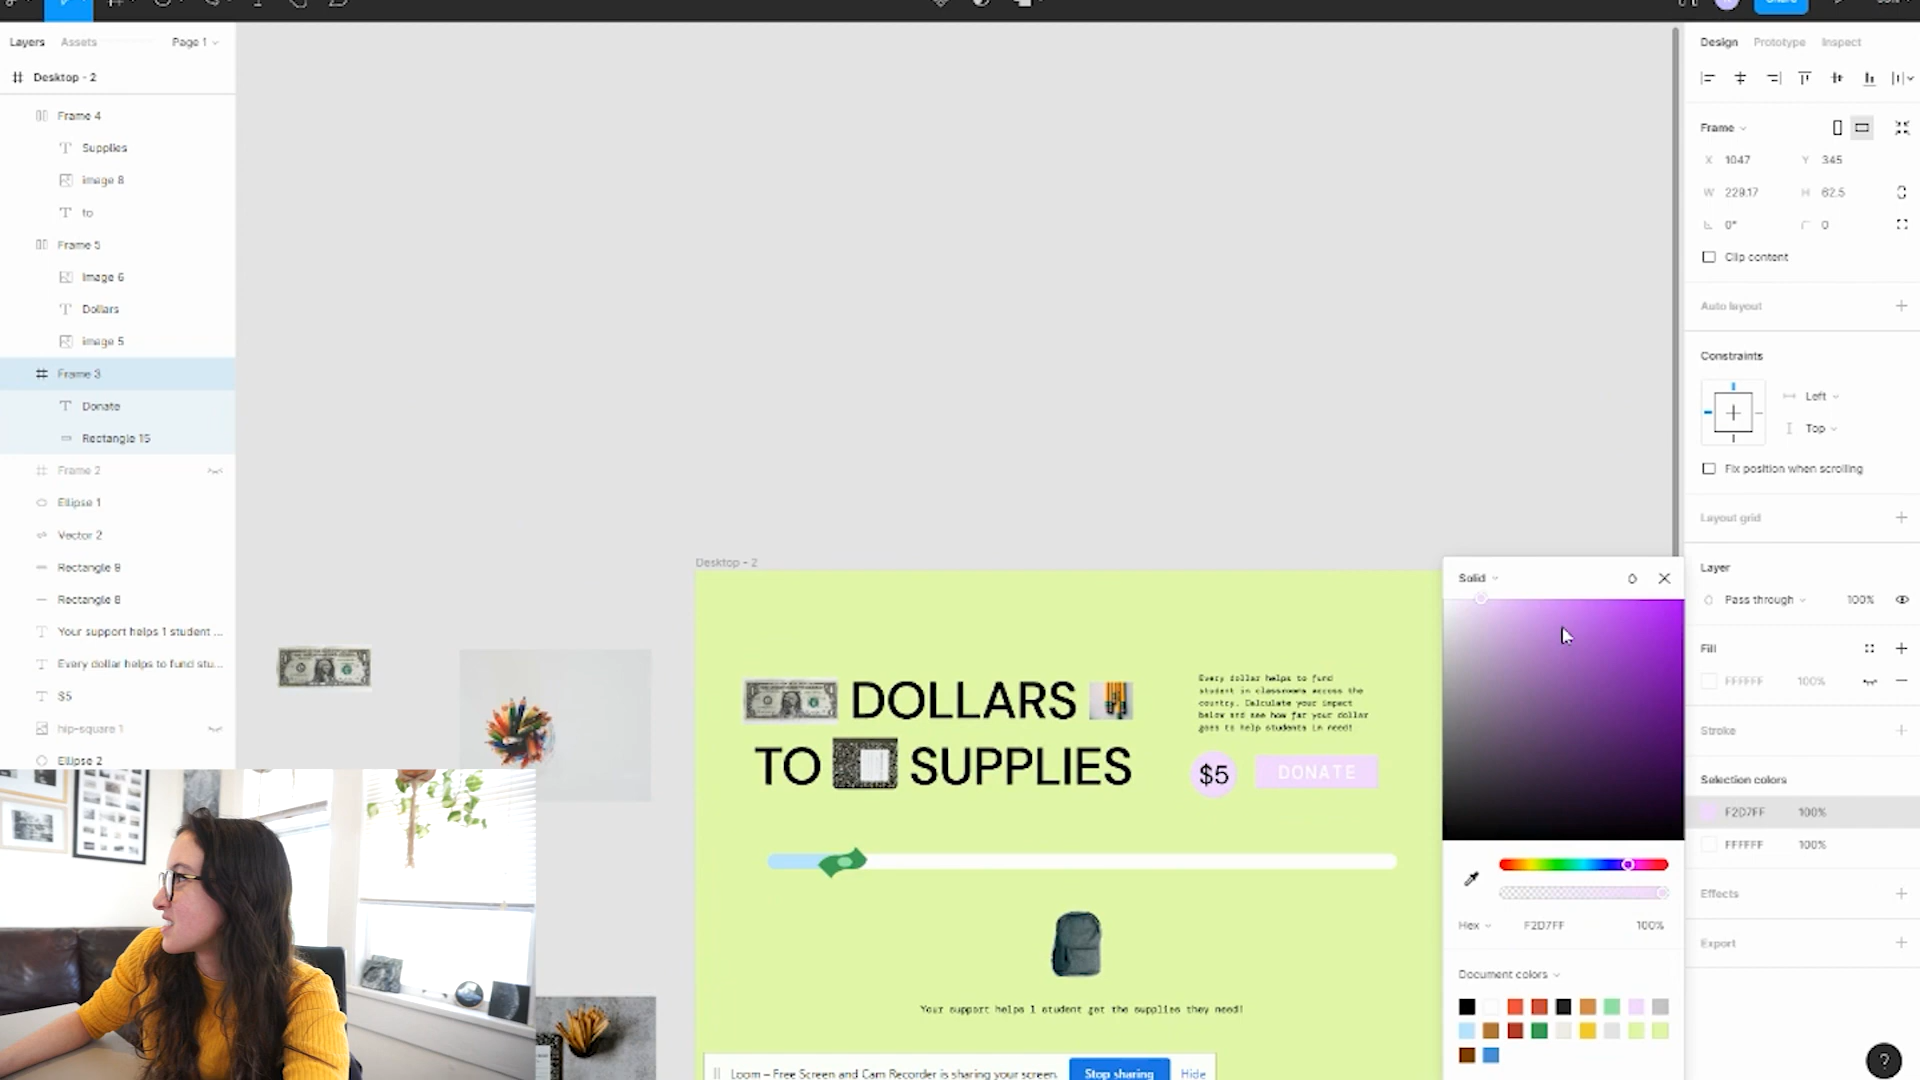 Layers
Assets
Page 1
Desktop - 2
Frame 4
Supplies
image 8
to
Frame 5
image 6
Dollars
image 5
Frame 3
Donate
Rectangle 15
Frame 2
Ellipse 1
Vector 2
Rectangle 9
Rectangle 8
Your support helps 1 student ...
Every dollar helps to fund stu...
$5
hip-square 1
Ellipse 2
Desktop - 2
DOLLARS
TO SUPPLIES
Every dollar helps to fund
student in classrooms across the
country. Calculate your impact
below and see how far your dollar
goes to help students in need!
$5
DONATE
Your support helps 1 student get the supplies they need!
Loom – Free Screen and Cam Recorder is sharing your screen.
Stop sharing
Hide
Solid
Hex
F2D7FF
100%
Document colors
Share
Design
Prototype
Inspect
Frame
X 1047
Y 345
W 229.17
H 62.5
0°
0
Clip content
Auto layout
Constraints
Left
Top
Fix position when scrolling
Layout grid
Layer
Pass through
100%
Fill
FFFFFF
100%
Stroke
Selection colors
F2D7FF
100%
FFFFFF
100%
Effects
Export
?